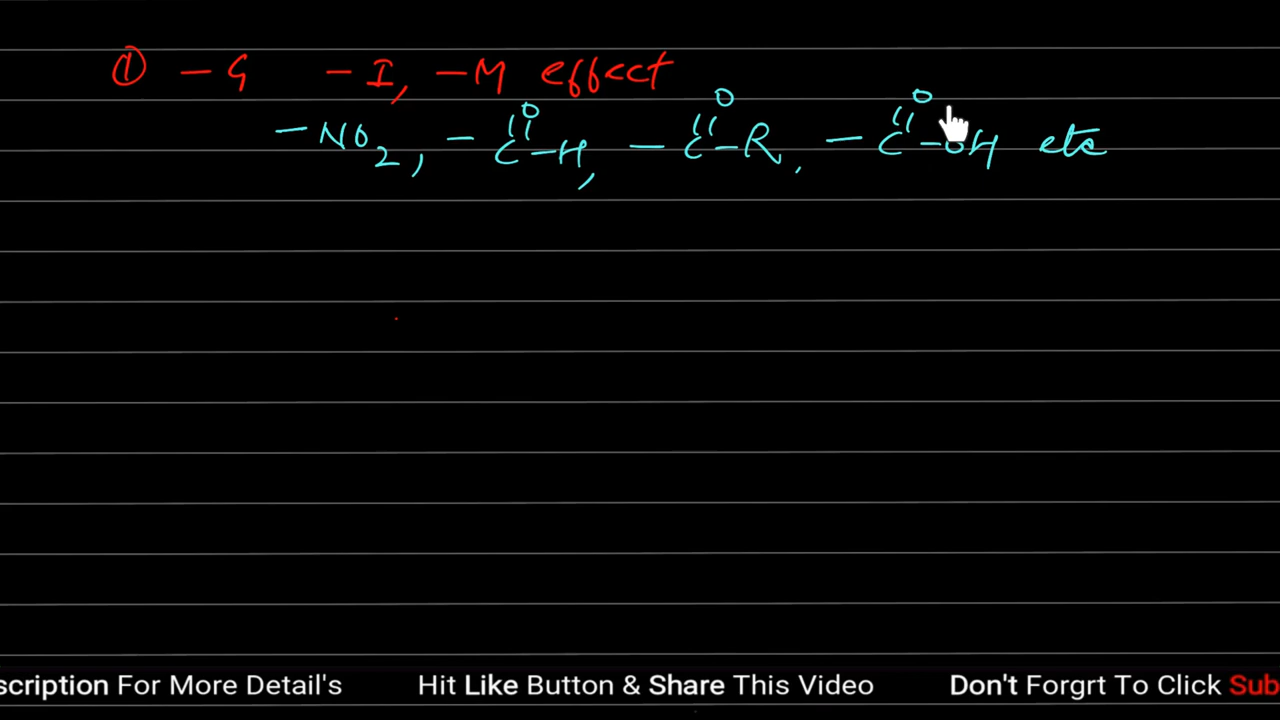 ① – G – I, – M effect
O O O
– NO2, – C – H, – C – R, – C – OH etc
scription For More Detail's Hit Like Button & Share This Video Don't Forgrt To Click Sub